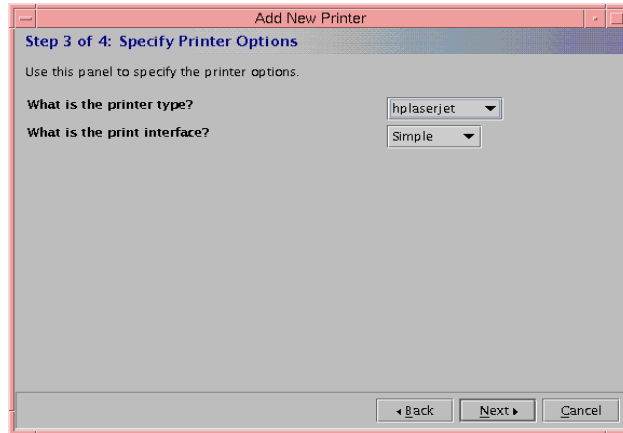 Add New Printer
Step 3 of 4: Specify Printer Options
Use this panel to specify the printer options.
What is the printer type? hplaserjet
What is the print interface? Simple
Back Next Cancel